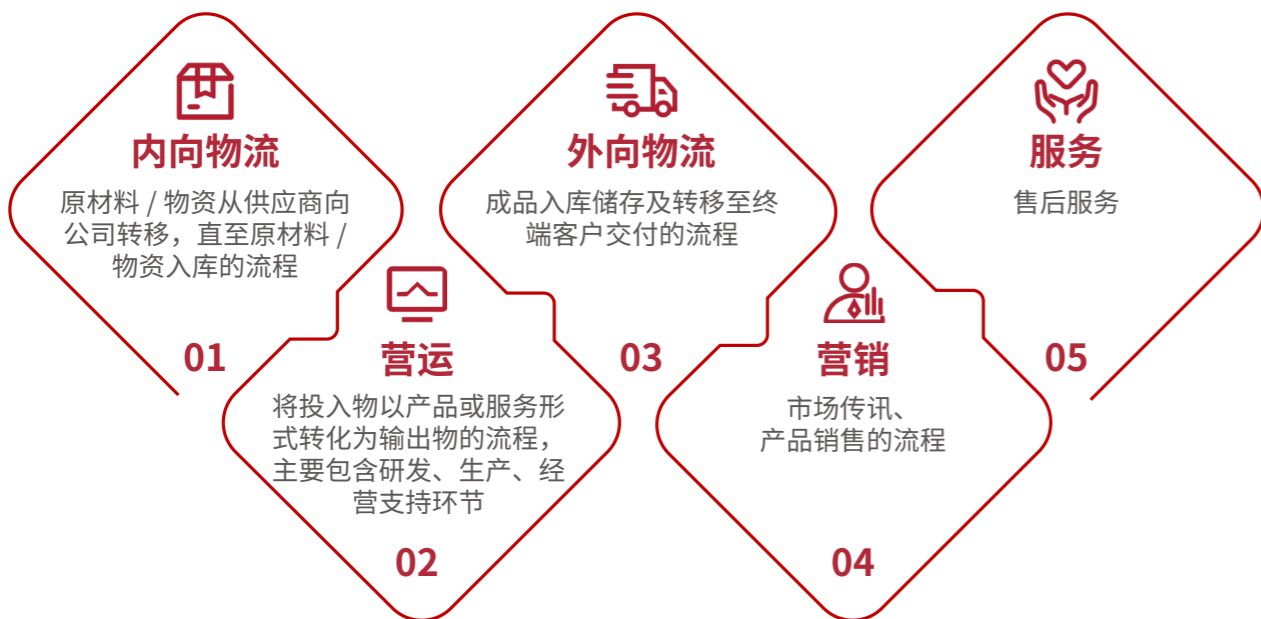 内向物流
原材料 / 物资从供应商向
公司转移，直至原材料 /
物资入库的流程
01
营运
将投入物以产品或服务形
式转化为输出物的流程，
主要包含研发、生产、经
营支持环节
02
外向物流
成品入库储存及转移至终
端客户交付的流程
03
营销
市场传讯、
产品销售的流程
04
服务
售后服务
05